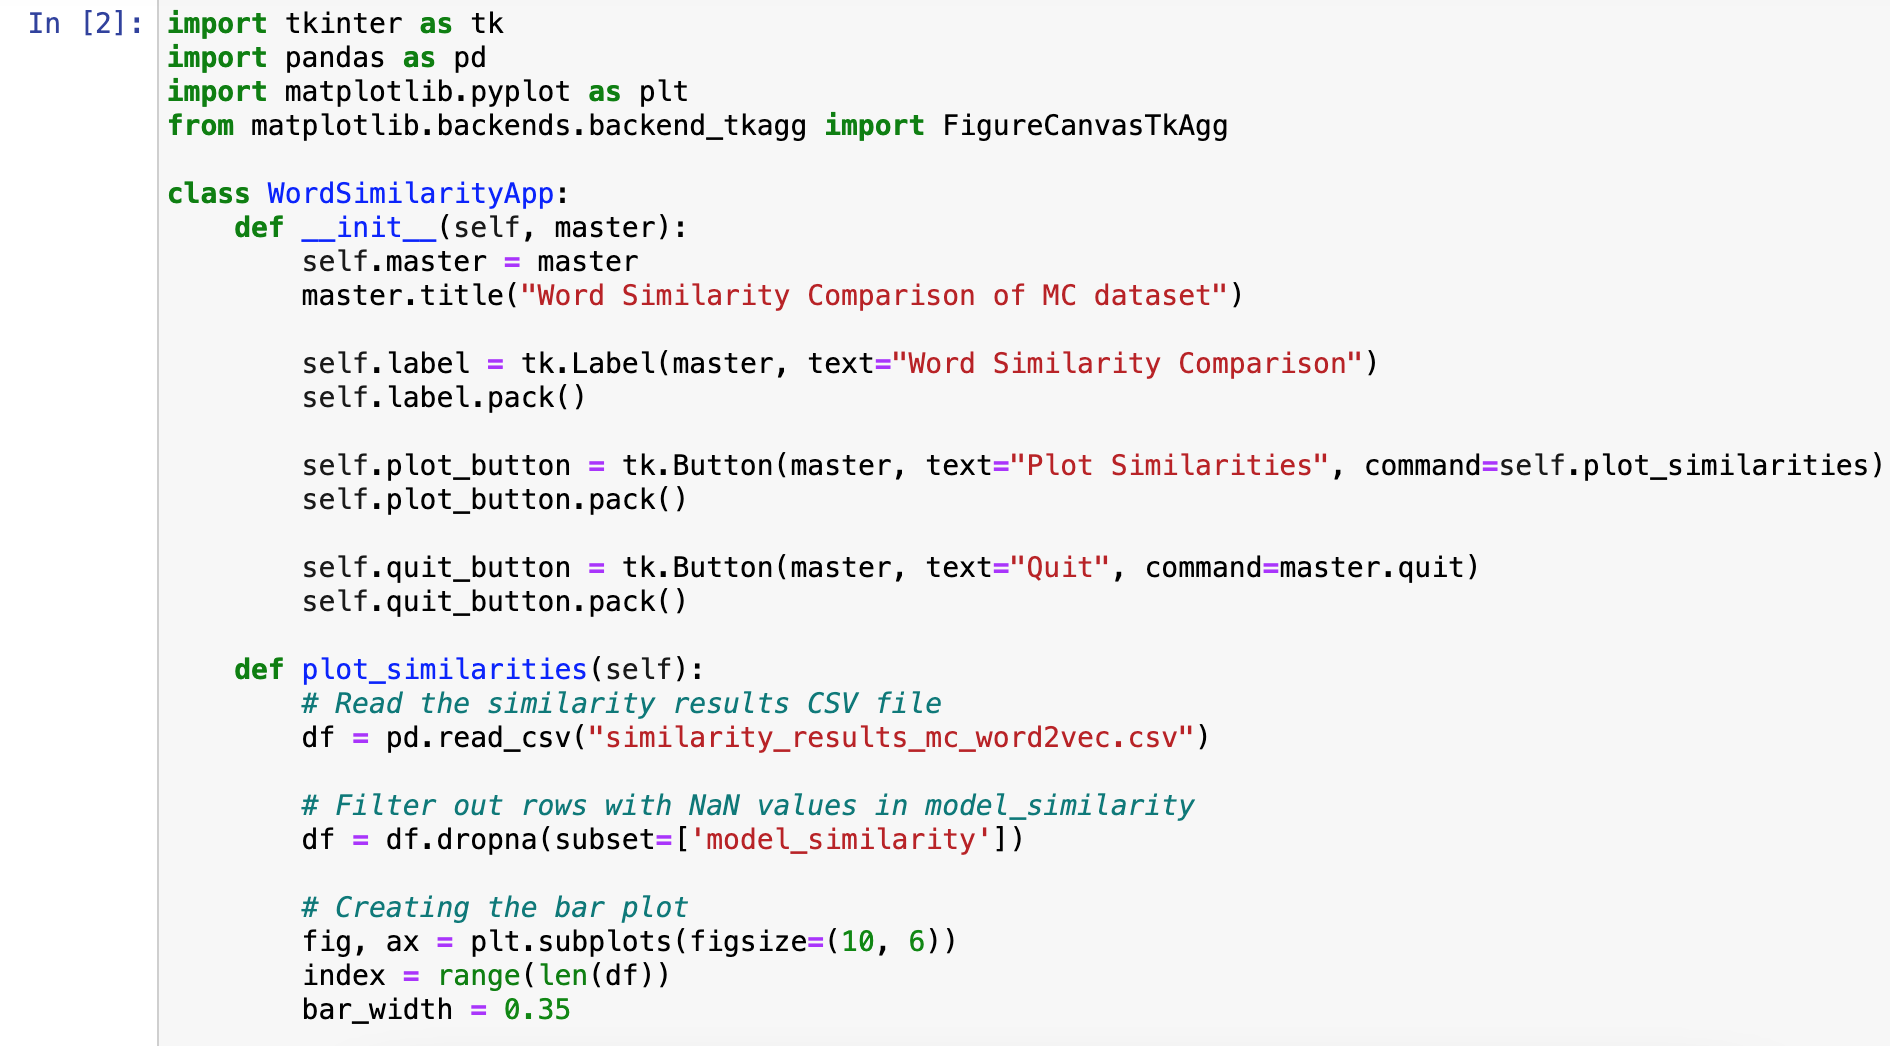 In [2]: import tkinter as tk
import pandas as pd
import matplotlib.pyplot as plt
from matplotlib.backends.backend_tkagg import FigureCanvasTkAgg

class WordSimilarityApp:
    def __init__(self, master):
        self.master = master
        master.title("Word Similarity Comparison of MC dataset")

        self.label = tk.Label(master, text="Word Similarity Comparison")
        self.label.pack()

        self.plot_button = tk.Button(master, text="Plot Similarities", command=self.plot_similarities)
        self.plot_button.pack()

        self.quit_button = tk.Button(master, text="Quit", command=master.quit)
        self.quit_button.pack()

    def plot_similarities(self):
        # Read the similarity results CSV file
        df = pd.read_csv("similarity_results_mc_word2vec.csv")

        # Filter out rows with NaN values in model_similarity
        df = df.dropna(subset=['model_similarity'])

        # Creating the bar plot
        fig, ax = plt.subplots(figsize=(10, 6))
        index = range(len(df))
        bar_width = 0.35